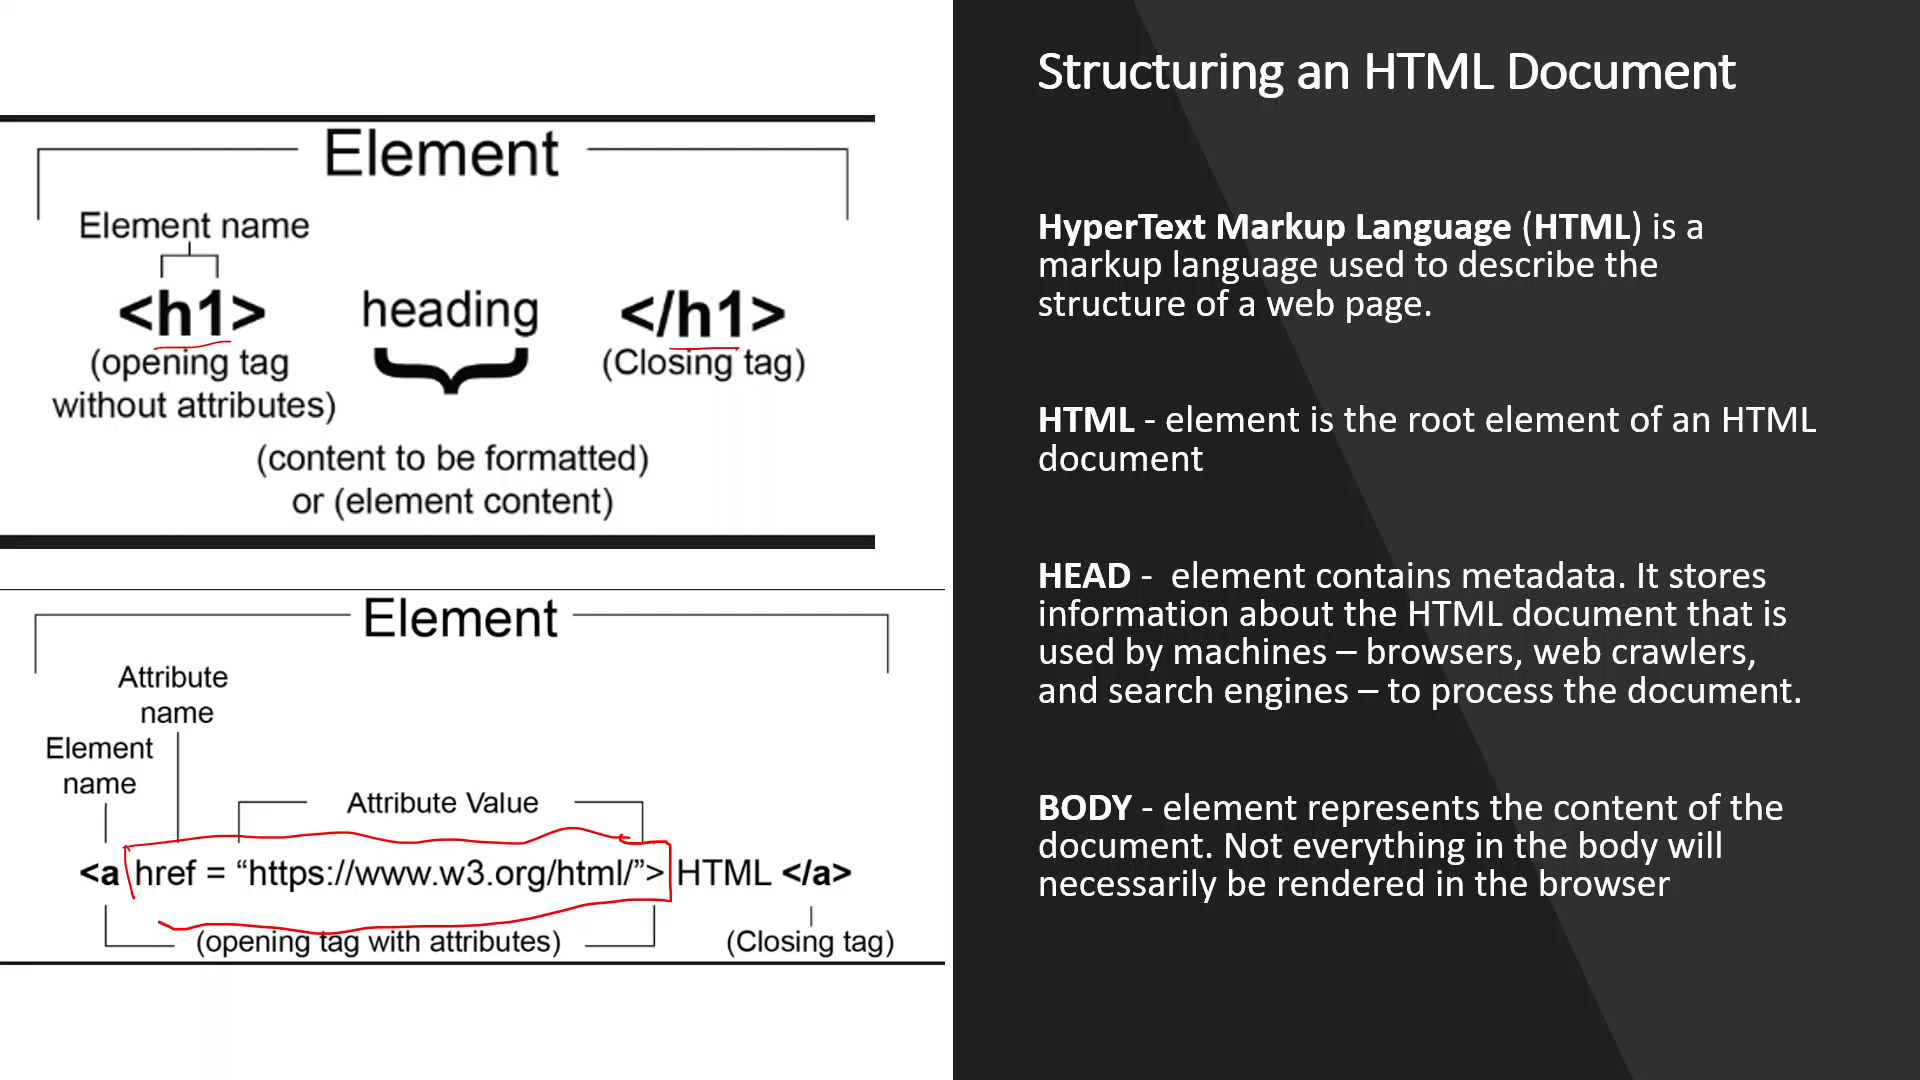 Structuring an HTML Document
Element
Element name
<h1> heading </h1>
(opening tag
without attributes)
(Closing tag)
(content to be formatted)
or (element content)
Element
Attribute
name
Element
name
Attribute Value
<a href = “https://www.w3.org/html/”> HTML </a>
(opening tag with attributes)
(Closing tag)
HyperText Markup Language (HTML) is a
markup language used to describe the
structure of a web page.
HTML - element is the root element of an HTML
document
HEAD - element contains metadata. It stores
information about the HTML document that is
used by machines – browsers, web crawlers,
and search engines – to process the document.
BODY - element represents the content of the
document. Not everything in the body will
necessarily be rendered in the browser